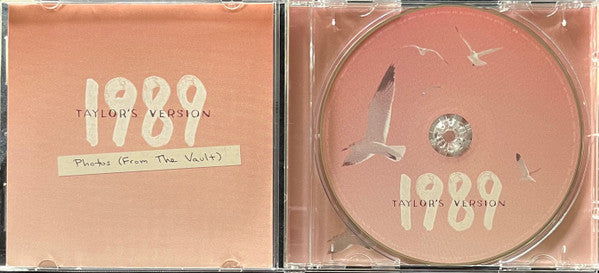 1989
TAYLOR'S VERSION
Photos (From The Vault)
1989
TAYLOR'S VERSION